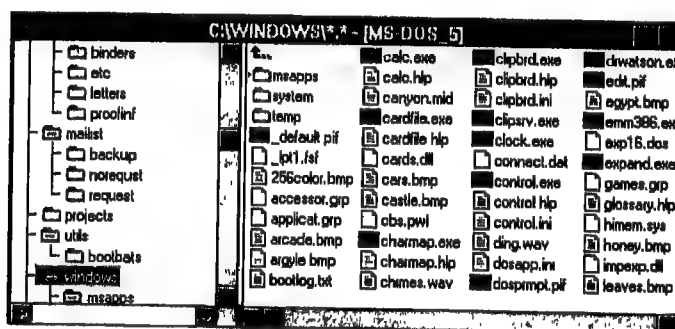 C:\WINDOWS\*.* - [MS-DOS_5]
binders
etc
letters
proolinf
mailist
backup
norequst
request
projects
utils
bootbats
windows
msapps
msapps
system
temp
_default.pif
_lpt1.fsf
256color.bmp
accessor.grp
applicat.grp
arcade.bmp
argyle.bmp
bootlog.txt
calc.exe
calc.hlp
canyon.mid
cardfile.exe
cardfile.hlp
cards.dll
cars.bmp
castle.bmp
cbs.pwl
charmap.exe
charmap.hlp
chimes.wav
clipbrd.exe
clipbrd.hlp
clipbrd.ini
clipsrv.exe
clock.exe
connect.dat
control.exe
control.hlp
control.ini
ding.wav
dosapp.ini
dosprmpt.pif
drwatson.ex
edit.pif
egypt.bmp
emm386.ex
exp16.dos
expand.exe
games.grp
glossary.hlp
himem.sys
honey.bmp
impexp.dll
leaves.bmp